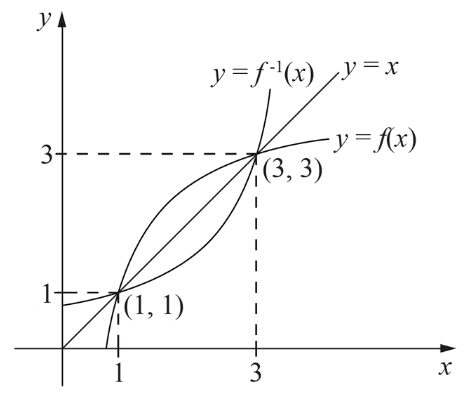 y
y = f⁻¹(x)
y = x
y = f(x)
3
(3, 3)
1
(1, 1)
1
3
x